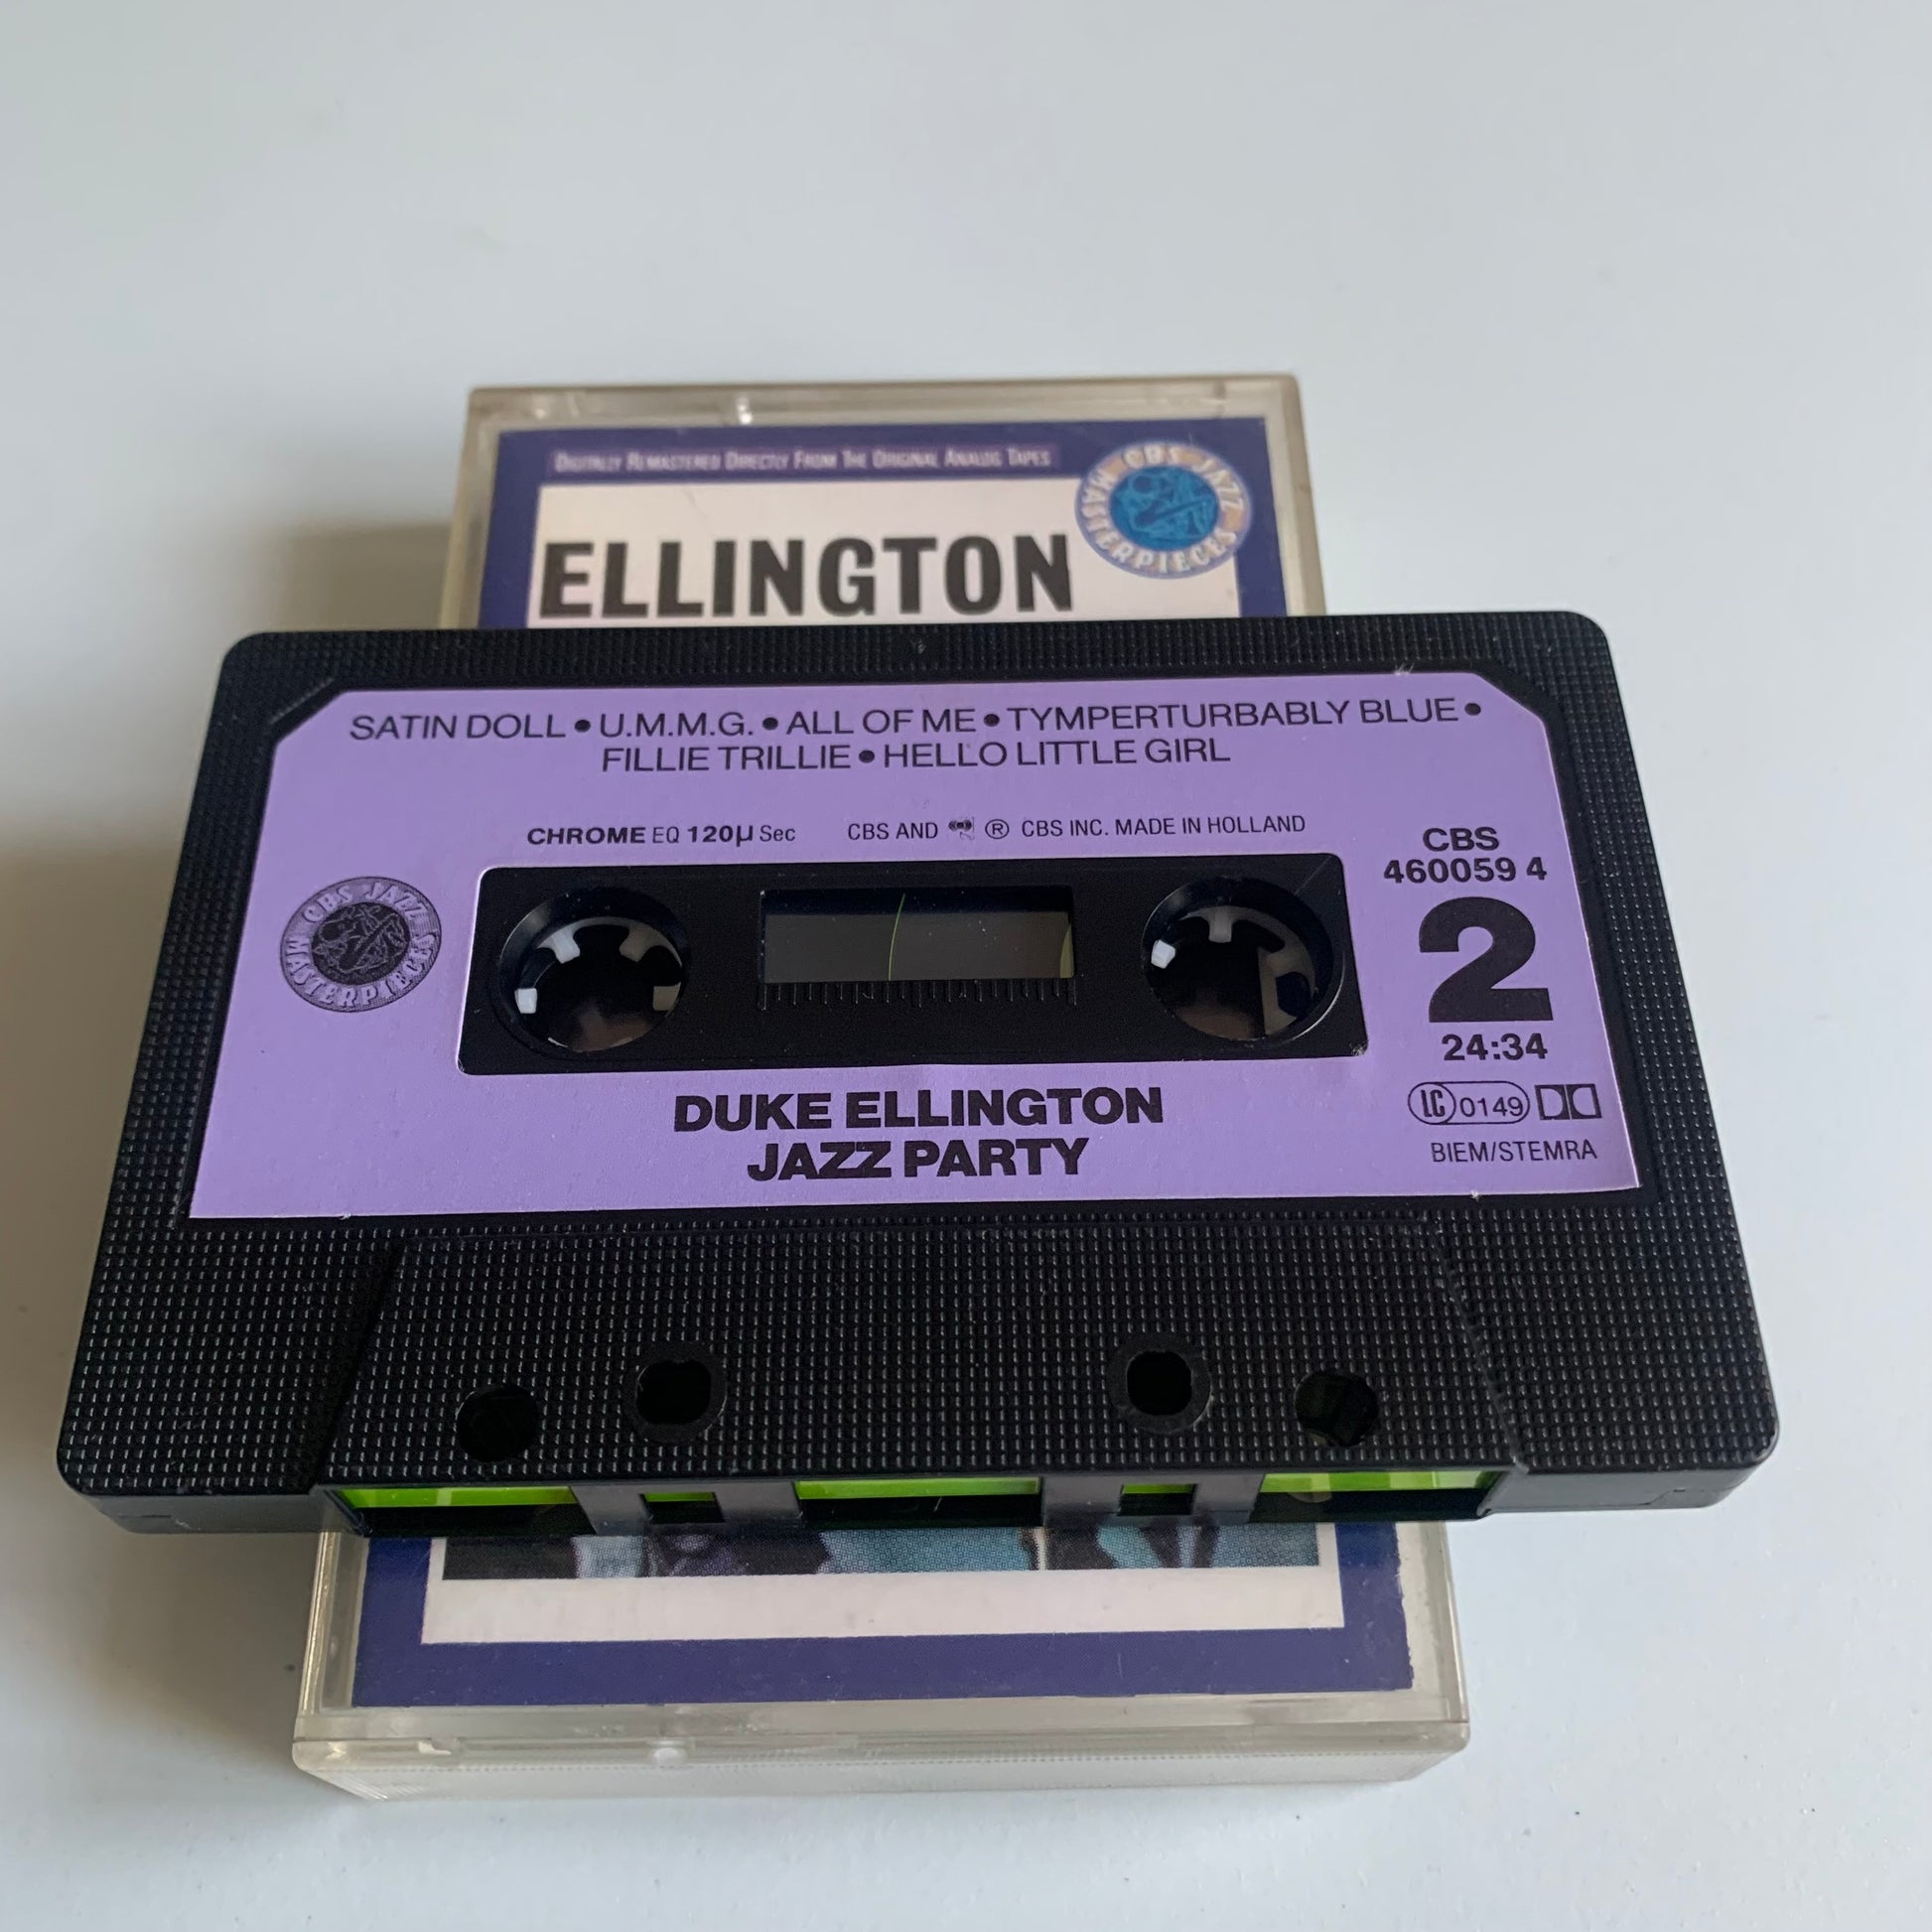 DIGITALLY REMASTERED DIRECTLY FROM THE ORIGINAL ANALOG TAPES
CBS JAZZ MASTERPIECES
ELLINGTON
SATIN DOLL • U.M.M.G. • ALL OF ME • TYMPERTURBABLY BLUE •
FILLIE TRILLIE • HELLO LITTLE GIRL
CHROME EQ 120µ Sec
CBS AND ® CBS INC. MADE IN HOLLAND
CBS
460059 4
CBS JAZZ MASTERPIECES
2
24:34
DUKE ELLINGTON
JAZZ PARTY
LC 0149
BIEM/STEMRA